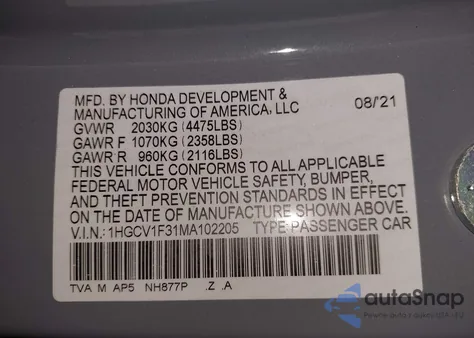 MFD. BY HONDA DEVELOPMENT &
MANUFACTURING OF AMERICA, LLC 08/'21
GVWR 2030KG (4475LBS)
GAWR F 1070KG (2358LBS)
GAWR R 960KG (2116LBS)
THIS VEHICLE CONFORMS TO ALL APPLICABLE
FEDERAL MOTOR VEHICLE SAFETY, BUMPER,
AND THEFT PREVENTION STANDARDS IN EFFECT
ON THE DATE OF MANUFACTURE SHOWN ABOVE.
V.I.N.: 1HGCV1F31MA102205 TYPE: PASSENGER CAR
TVA M AP5 NH877P .Z .A
autoSnap